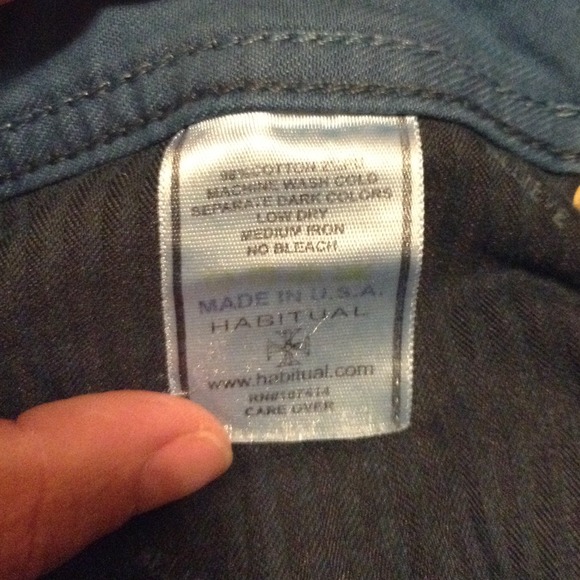 COTTON
MACHINE WASH COLD
SEPARATE DARK COLORS
LOW DRY
MEDIUM IRON
NO BLEACH
MADE IN U.S.A.
HABITUAL
www.habitual.com
CARE OVER